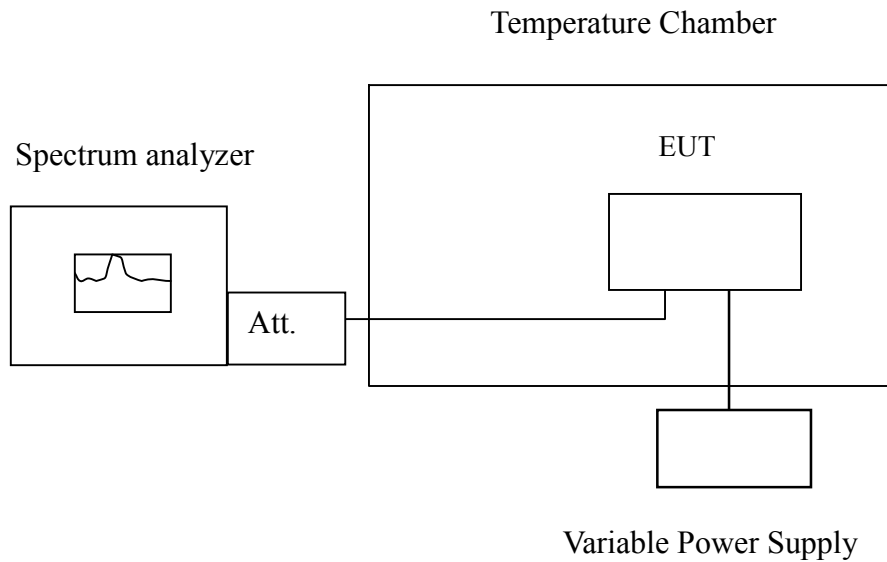 Temperature Chamber
Spectrum analyzer
EUT
Att.
Variable Power Supply